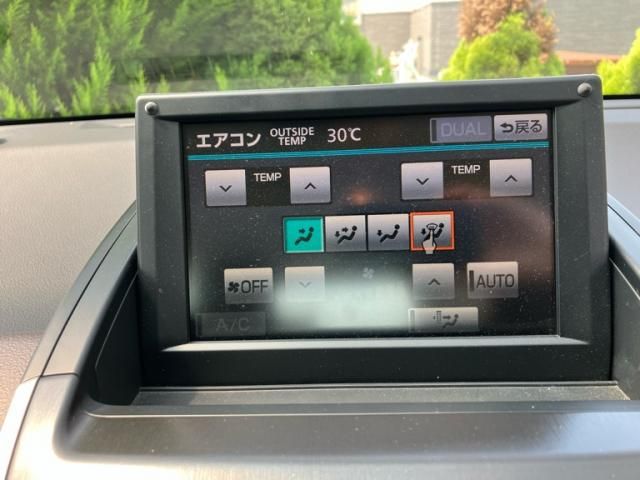 エアコン OUTSIDE TEMP 30℃ DUAL 戻る
TEMP TEMP
OFF AUTO
A/C